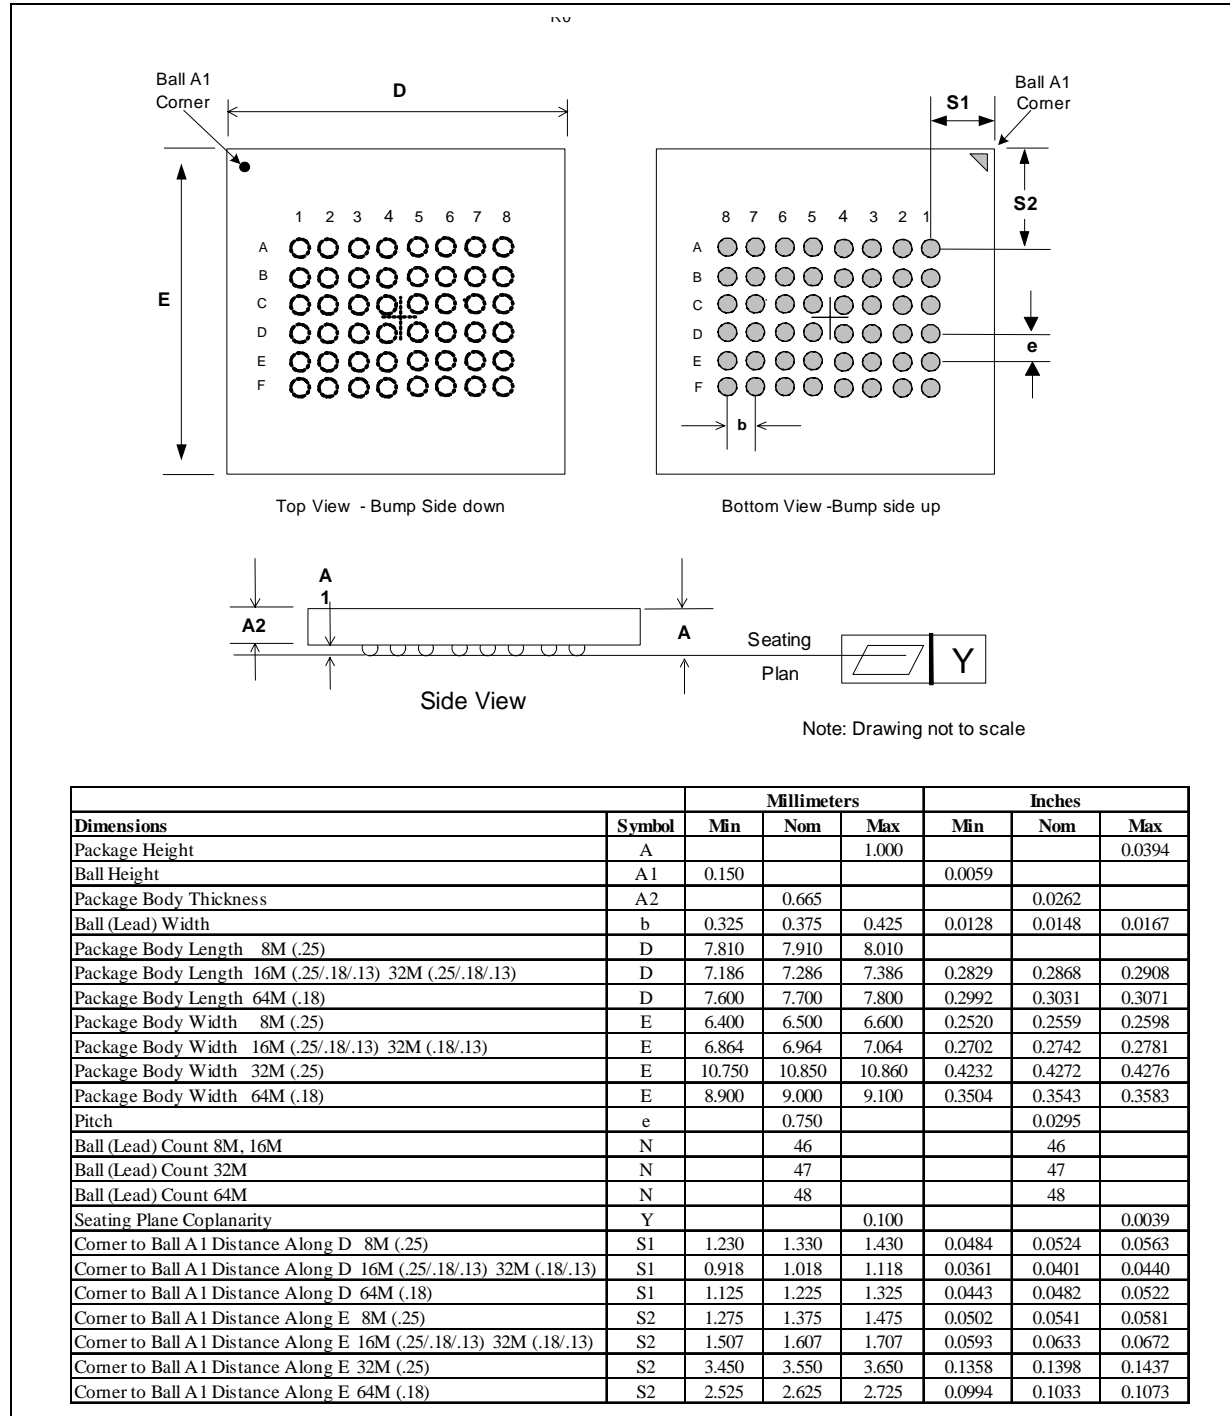 Ball A1
Corner
D
S1
Ball A1
Corner
S2
E
1 2 3 4 5 6 7 8
A
B
C
D
E
F
8 7 6 5 4 3 2 1
A
B
C
D
E
F
e
b
Top View - Bump Side down
Bottom View -Bump side up
A
1
A2
A
Seating
Plan
Y
Side View
Note: Drawing not to scale
Millimeters Inches
Dimensions Symbol Min Nom Max Min Nom Max
Package Height A 1.000 0.0394
Ball Height A1 0.150 0.0059
Package Body Thickness A2 0.665 0.0262
Ball (Lead) Width b 0.325 0.375 0.425 0.0128 0.0148 0.0167
Package Body Length 8M (.25) D 7.810 7.910 8.010
Package Body Length 16M (.25/.18/.13) 32M (.25/.18/.13) D 7.186 7.286 7.386 0.2829 0.2868 0.2908
Package Body Length 64M (.18) D 7.600 7.700 7.800 0.2992 0.3031 0.3071
Package Body Width 8M (.25) E 6.400 6.500 6.600 0.2520 0.2559 0.2598
Package Body Width 16M (.25/.18/.13) 32M (.18/.13) E 6.864 6.964 7.064 0.2702 0.2742 0.2781
Package Body Width 32M (.25) E 10.750 10.850 10.860 0.4232 0.4272 0.4276
Package Body Width 64M (.18) E 8.900 9.000 9.100 0.3504 0.3543 0.3583
Pitch e 0.750 0.0295
Ball (Lead) Count 8M, 16M N 46 46
Ball (Lead) Count 32M N 47 47
Ball (Lead) Count 64M N 48 48
Seating Plane Coplanarity Y 0.100 0.0039
Corner to Ball A1 Distance Along D 8M (.25) S1 1.230 1.330 1.430 0.0484 0.0524 0.0563
Corner to Ball A1 Distance Along D 16M (.25/.18/.13) 32M (.18/.13) S1 0.918 1.018 1.118 0.0361 0.0401 0.0440
Corner to Ball A1 Distance Along D 64M (.18) S1 1.125 1.225 1.325 0.0443 0.0482 0.0522
Corner to Ball A1 Distance Along E 8M (.25) S2 1.275 1.375 1.475 0.0502 0.0541 0.0581
Corner to Ball A1 Distance Along E 16M (.25/.18/.13) 32M (.18/.13) S2 1.507 1.607 1.707 0.0593 0.0633 0.0672
Corner to Ball A1 Distance Along E 32M (.25) S2 3.450 3.550 3.650 0.1358 0.1398 0.1437
Corner to Ball A1 Distance Along E 64M (.18) S2 2.525 2.625 2.725 0.0994 0.1033 0.1073